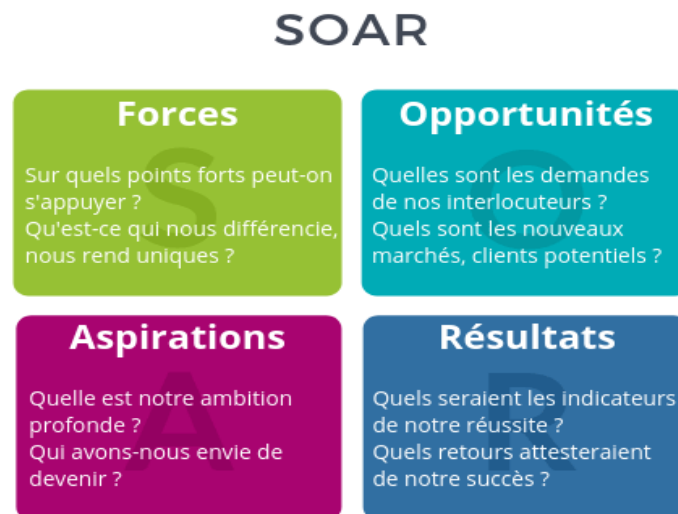 SOAR
Forces
S
Sur quels points forts peut-on
s'appuyer ?
Qu'est-ce qui nous différencie,
nous rend uniques ?
Opportunités
O
Quelles sont les demandes
de nos interlocuteurs ?
Quels sont les nouveaux
marchés, clients potentiels ?
Aspirations
A
Quelle est notre ambition
profonde ?
Qui avons-nous envie de
devenir ?
Résultats
R
Quels seraient les indicateurs
de notre réussite ?
Quels retours attesteraient
de notre succès ?